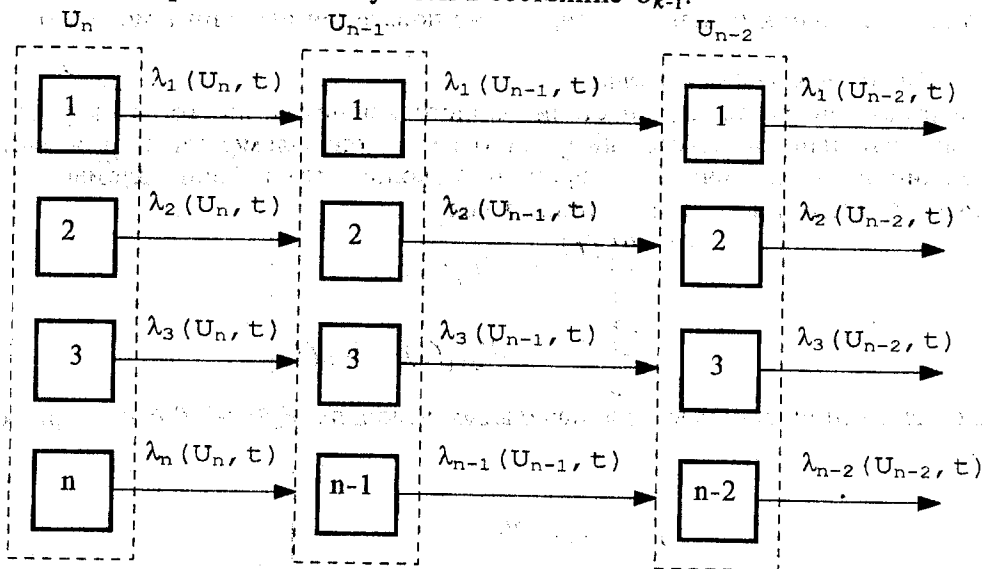 U_{k-1}.
U_n U_{n-1} U_{n-2}
1 λ_1(U_n, t) 1 λ_1(U_{n-1}, t) 1 λ_1(U_{n-2}, t)
2 λ_2(U_n, t) 2 λ_2(U_{n-1}, t) 2 λ_2(U_{n-2}, t)
3 λ_3(U_n, t) 3 λ_3(U_{n-1}, t) 3 λ_3(U_{n-2}, t)
n λ_n(U_n, t) n-1 λ_{n-1}(U_{n-1}, t) n-2 λ_{n-2}(U_{n-2}, t)